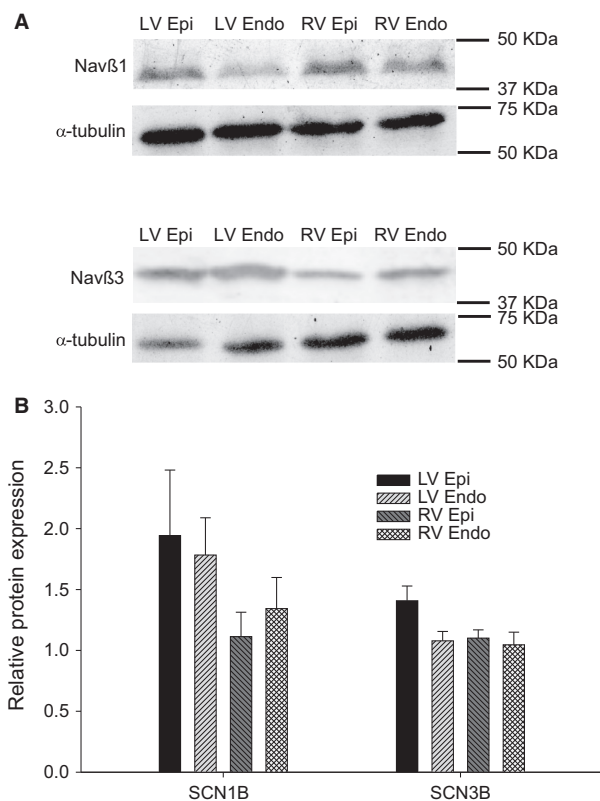 A
LV Epi LV Endo RV Epi RV Endo
50 KDa
Navß1
37 KDa
75 KDa
α-tubulin
50 KDa
LV Epi LV Endo RV Epi RV Endo
50 KDa
Navß3
37 KDa
75 KDa
α-tubulin
50 KDa
B
Relative protein expression
3.0
2.5
2.0
1.5
1.0
0.5
0.0
LV Epi
LV Endo
RV Epi
RV Endo
SCN1B SCN3B